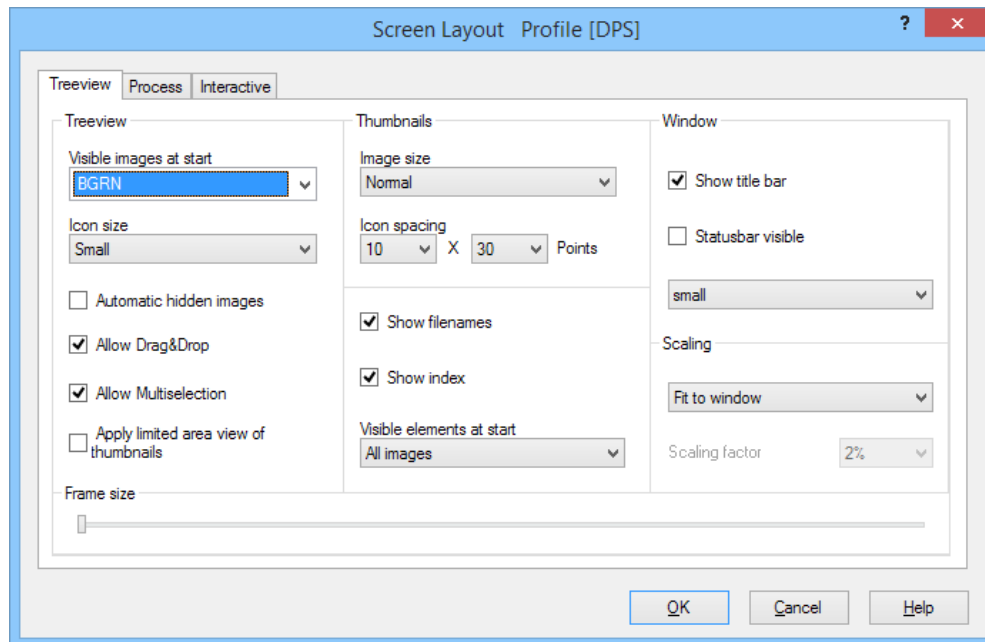 Screen Layout   Profile [DPS]
?
Treeview
Process
Interactive
Treeview
Visible images at start
BGRN
Icon size
Small
Automatic hidden images
Allow Drag&Drop
Allow Multiselection
Apply limited area view of
thumbnails
Thumbnails
Image size
Normal
Icon spacing
10 X 30 Points
Show filenames
Show index
Visible elements at start
All images
Window
Show title bar
Statusbar visible
small
Scaling
Fit to window
Scaling factor 2%
Frame size
OK
Cancel
Help